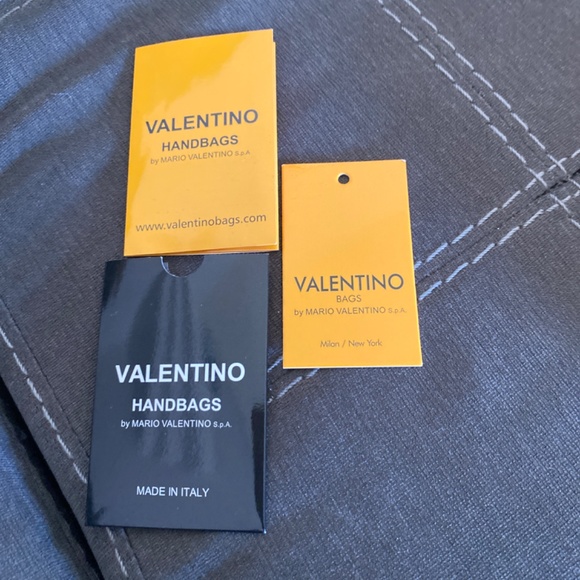 VALENTINO
HANDBAGS
by MARIO VALENTINO S.p.A.
www.valentinobags.com
VALENTINO
BAGS
by MARIO VALENTINO S.p.A.
Milan / New York
VALENTINO
HANDBAGS
by MARIO VALENTINO S.p.A.
MADE IN ITALY